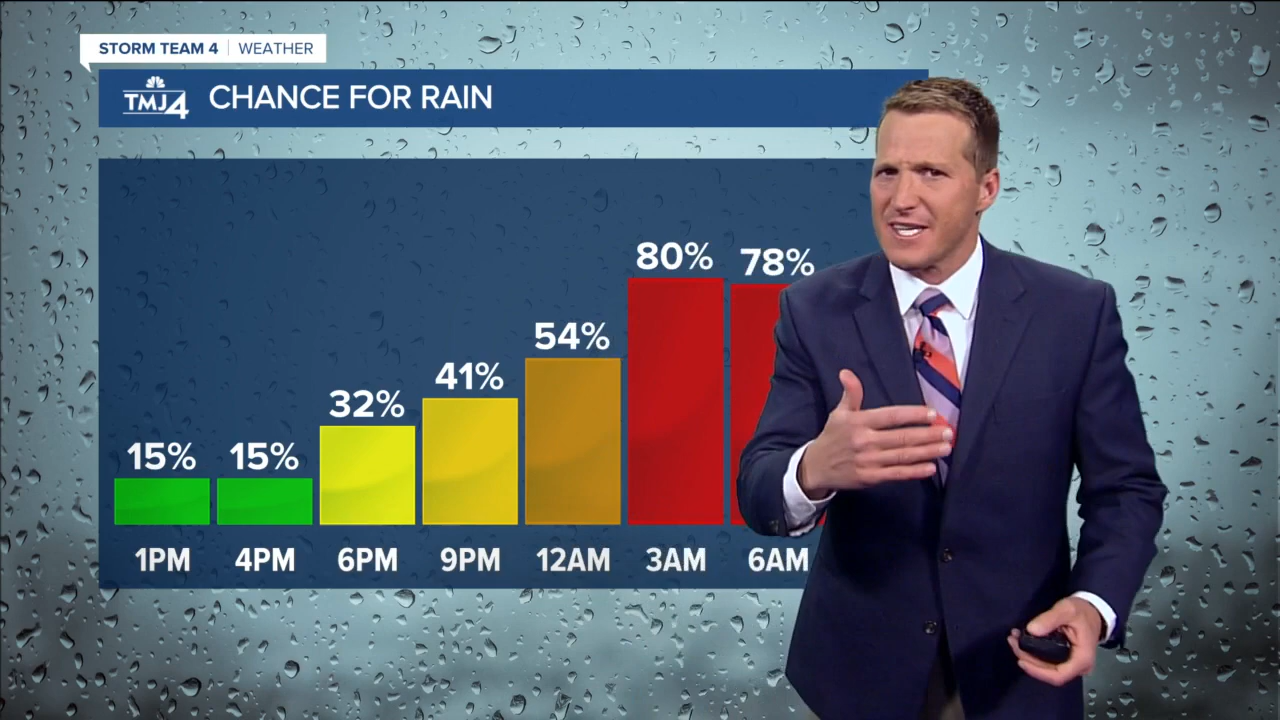 STORM TEAM 4 | WEATHER
TMJ4 CHANCE FOR RAIN
80% 78%
54%
41%
32%
15% 15%
1PM 4PM 6PM 9PM 12AM 3AM 6AM